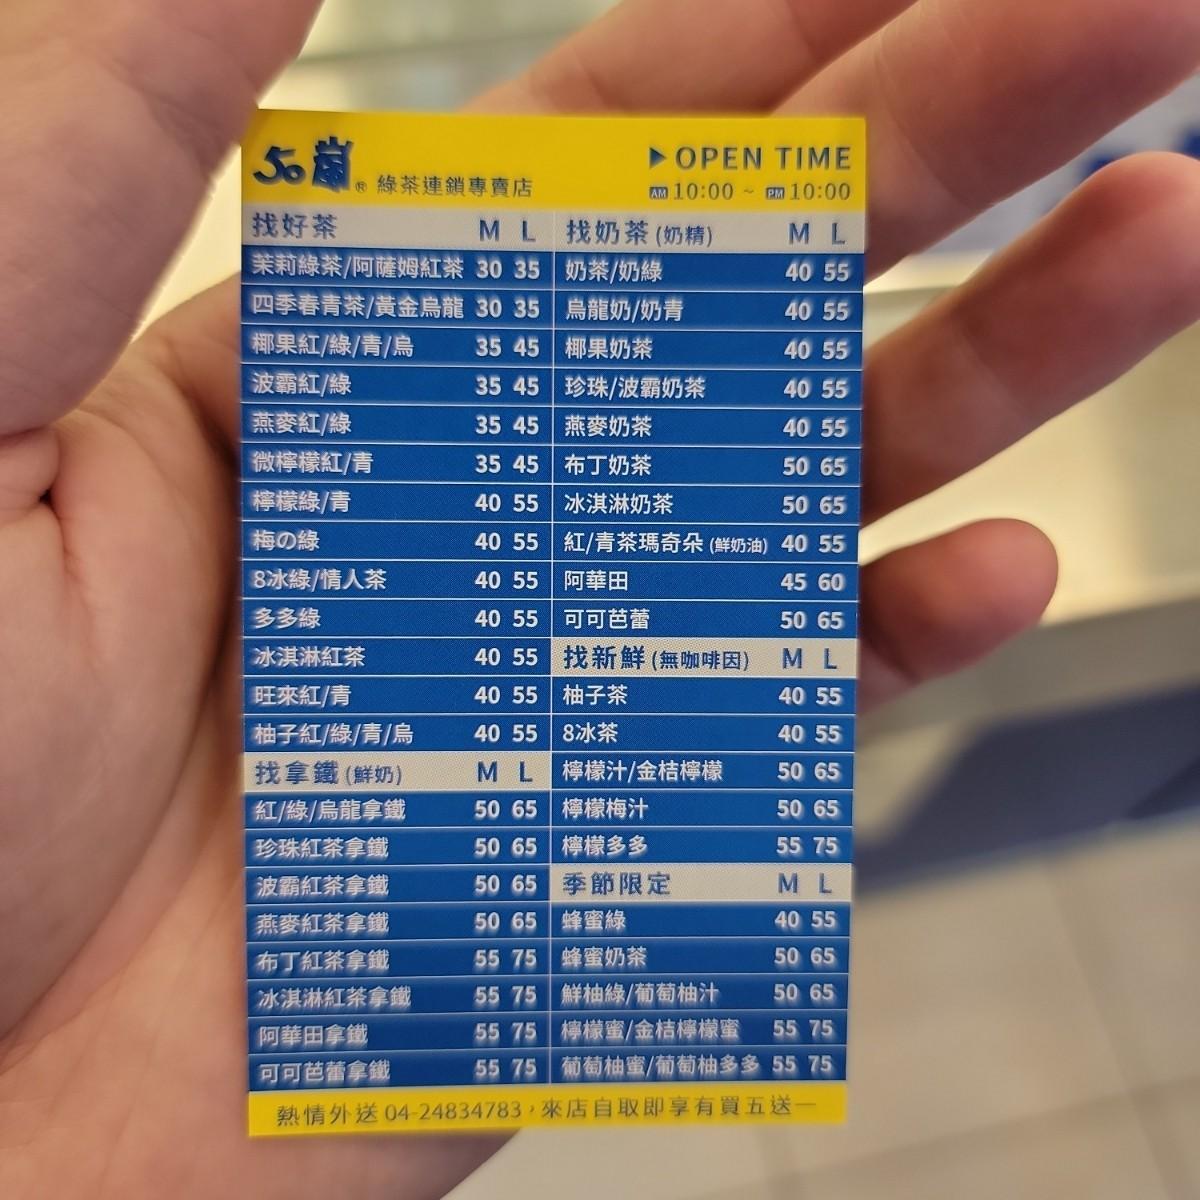 50嵐® 綠茶連鎖專賣店
▶OPEN TIME
AM 10:00 ~ PM 10:00
找好茶 M L
茉莉綠茶/阿薩姆紅茶 30 35
四季春青茶/黃金烏龍 30 35
椰果紅/綠/青/烏 35 45
波霸紅/綠 35 45
燕麥紅/綠 35 45
微檸檬紅/青 35 45
檸檬綠/青 40 55
梅の綠 40 55
8冰綠/情人茶 40 55
多多綠 40 55
冰淇淋紅茶 40 55
旺來紅/青 40 55
柚子紅/綠/青/烏 40 55
找拿鐵(鮮奶) M L
紅/綠/烏龍拿鐵 50 65
珍珠紅茶拿鐵 50 65
波霸紅茶拿鐵 50 65
燕麥紅茶拿鐵 50 65
布丁紅茶拿鐵 55 75
冰淇淋紅茶拿鐵 55 75
阿華田拿鐵 55 75
可可芭蕾拿鐵 55 75
找奶茶(奶精) M L
奶茶/奶綠 40 55
烏龍奶/奶青 40 55
椰果奶茶 40 55
珍珠/波霸奶茶 40 55
燕麥奶茶 40 55
布丁奶茶 50 65
冰淇淋奶茶 50 65
紅/青茶瑪奇朵(鮮奶油) 40 55
阿華田 45 60
可可芭蕾 50 65
找新鮮(無咖啡因) M L
柚子茶 40 55
8冰茶 40 55
檸檬汁/金桔檸檬 50 65
檸檬梅汁 50 65
檸檬多多 55 75
季節限定 M L
蜂蜜綠 40 55
蜂蜜奶茶 50 65
鮮柚綠/葡萄柚汁 50 65
檸檬蜜/金桔檸檬蜜 55 75
葡萄柚蜜/葡萄柚多多 55 75
熱情外送 04-24834783，來店自取即享有買五送一